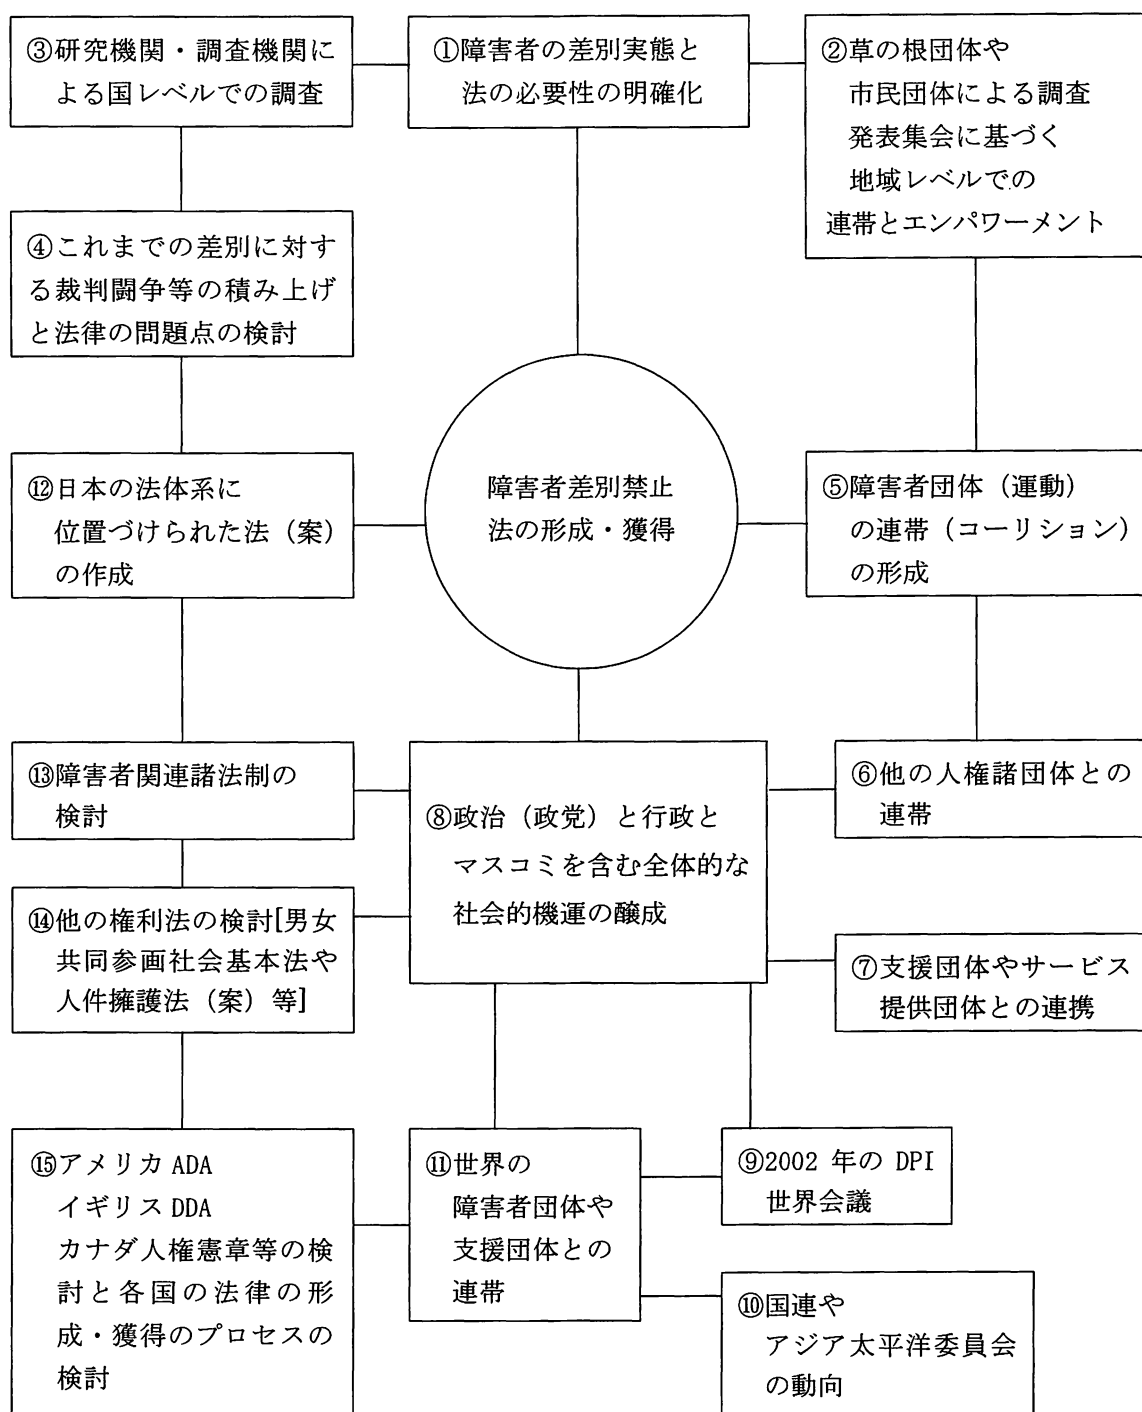 ③研究機関・調査機関に
よる国レベルでの調査
①障害者の差別実態と
法の必要性の明確化
②草の根団体や
市民団体による調査
発表集会に基づく
地域レベルでの
連帯とエンパワーメント
④これまでの差別に対す
る裁判闘争等の積み上げ
と法律の問題点の検討
障害者差別禁止
法の形成・獲得
⑫日本の法体系に
位置づけられた法（案）
の作成
⑤障害者団体（運動）
の連帯（コーリション）
の形成
⑬障害者関連諸法制の
検討
⑧政治（政党）と行政と
マスコミを含む全体的な
社会的機運の醸成
⑥他の人権諸団体との
連帯
⑭他の権利法の検討[男女
共同参画社会基本法や
人件擁護法（案）等]
⑦支援団体やサービス
提供団体との連携
⑮アメリカ ADA
イギリス DDA
カナダ人権憲章等の検
討と各国の法律の形
成・獲得のプロセスの
検討
⑪世界の
障害者団体や
支援団体との
連帯
⑨2002 年の DPI
世界会議
⑩国連や
アジア太平洋委員会
の動向